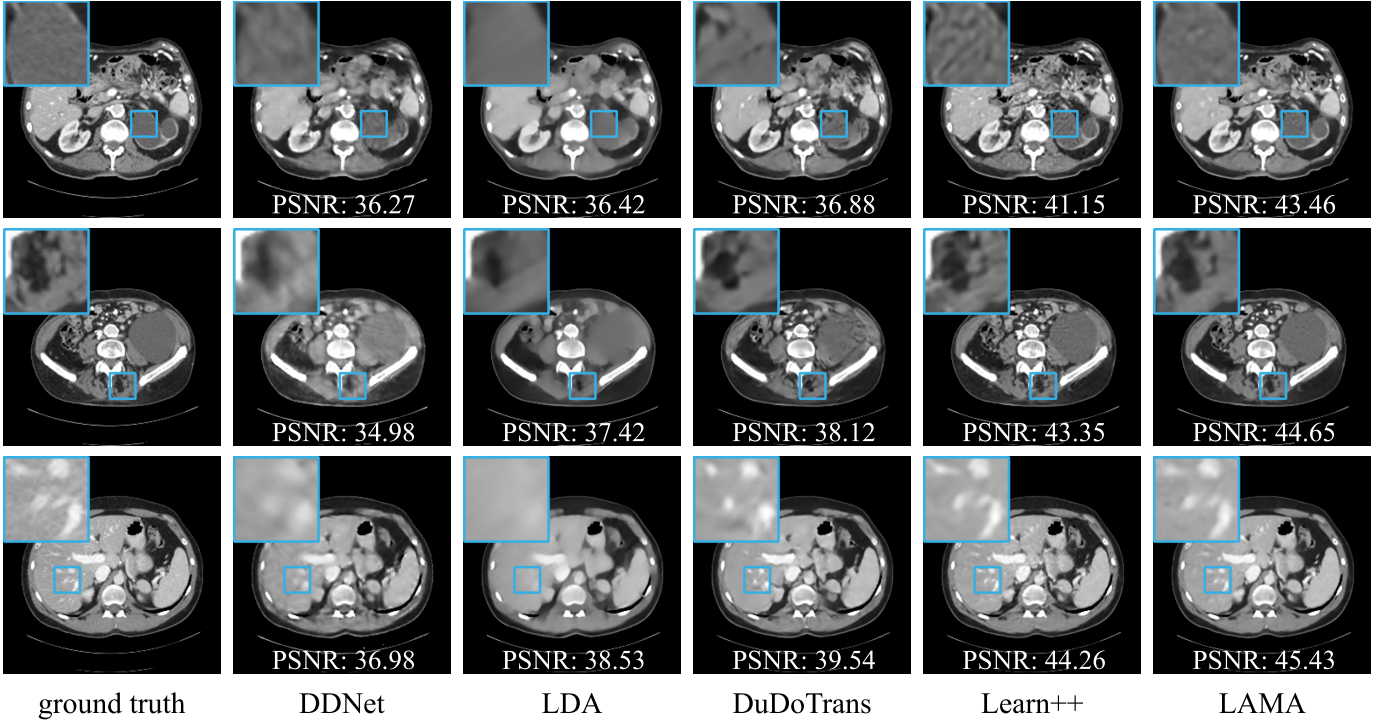 PSNR: 36.27 PSNR: 36.42 PSNR: 36.88 PSNR: 41.15 PSNR: 43.46
PSNR: 34.98 PSNR: 37.42 PSNR: 38.12 PSNR: 43.35 PSNR: 44.65
PSNR: 36.98 PSNR: 38.53 PSNR: 39.54 PSNR: 44.26 PSNR: 45.43
ground truth DDNet LDA DuDoTrans Learn++ LAMA